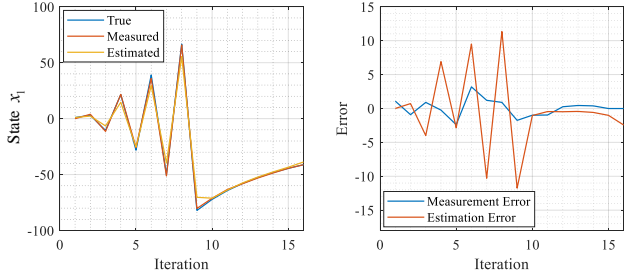 100
50
0
-50
-100
State x1
True
Measured
Estimated
0
5
10
15
Iteration
15
10
5
0
-5
-10
-15
Error
Measurement Error
Estimation Error
0
5
10
15
Iteration